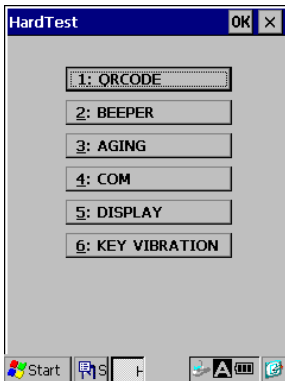 HardTest OK ×
1: QRCODE
2: BEEPER
3: AGING
4: COM
5: DISPLAY
6: KEY VIBRATION
Start S H A